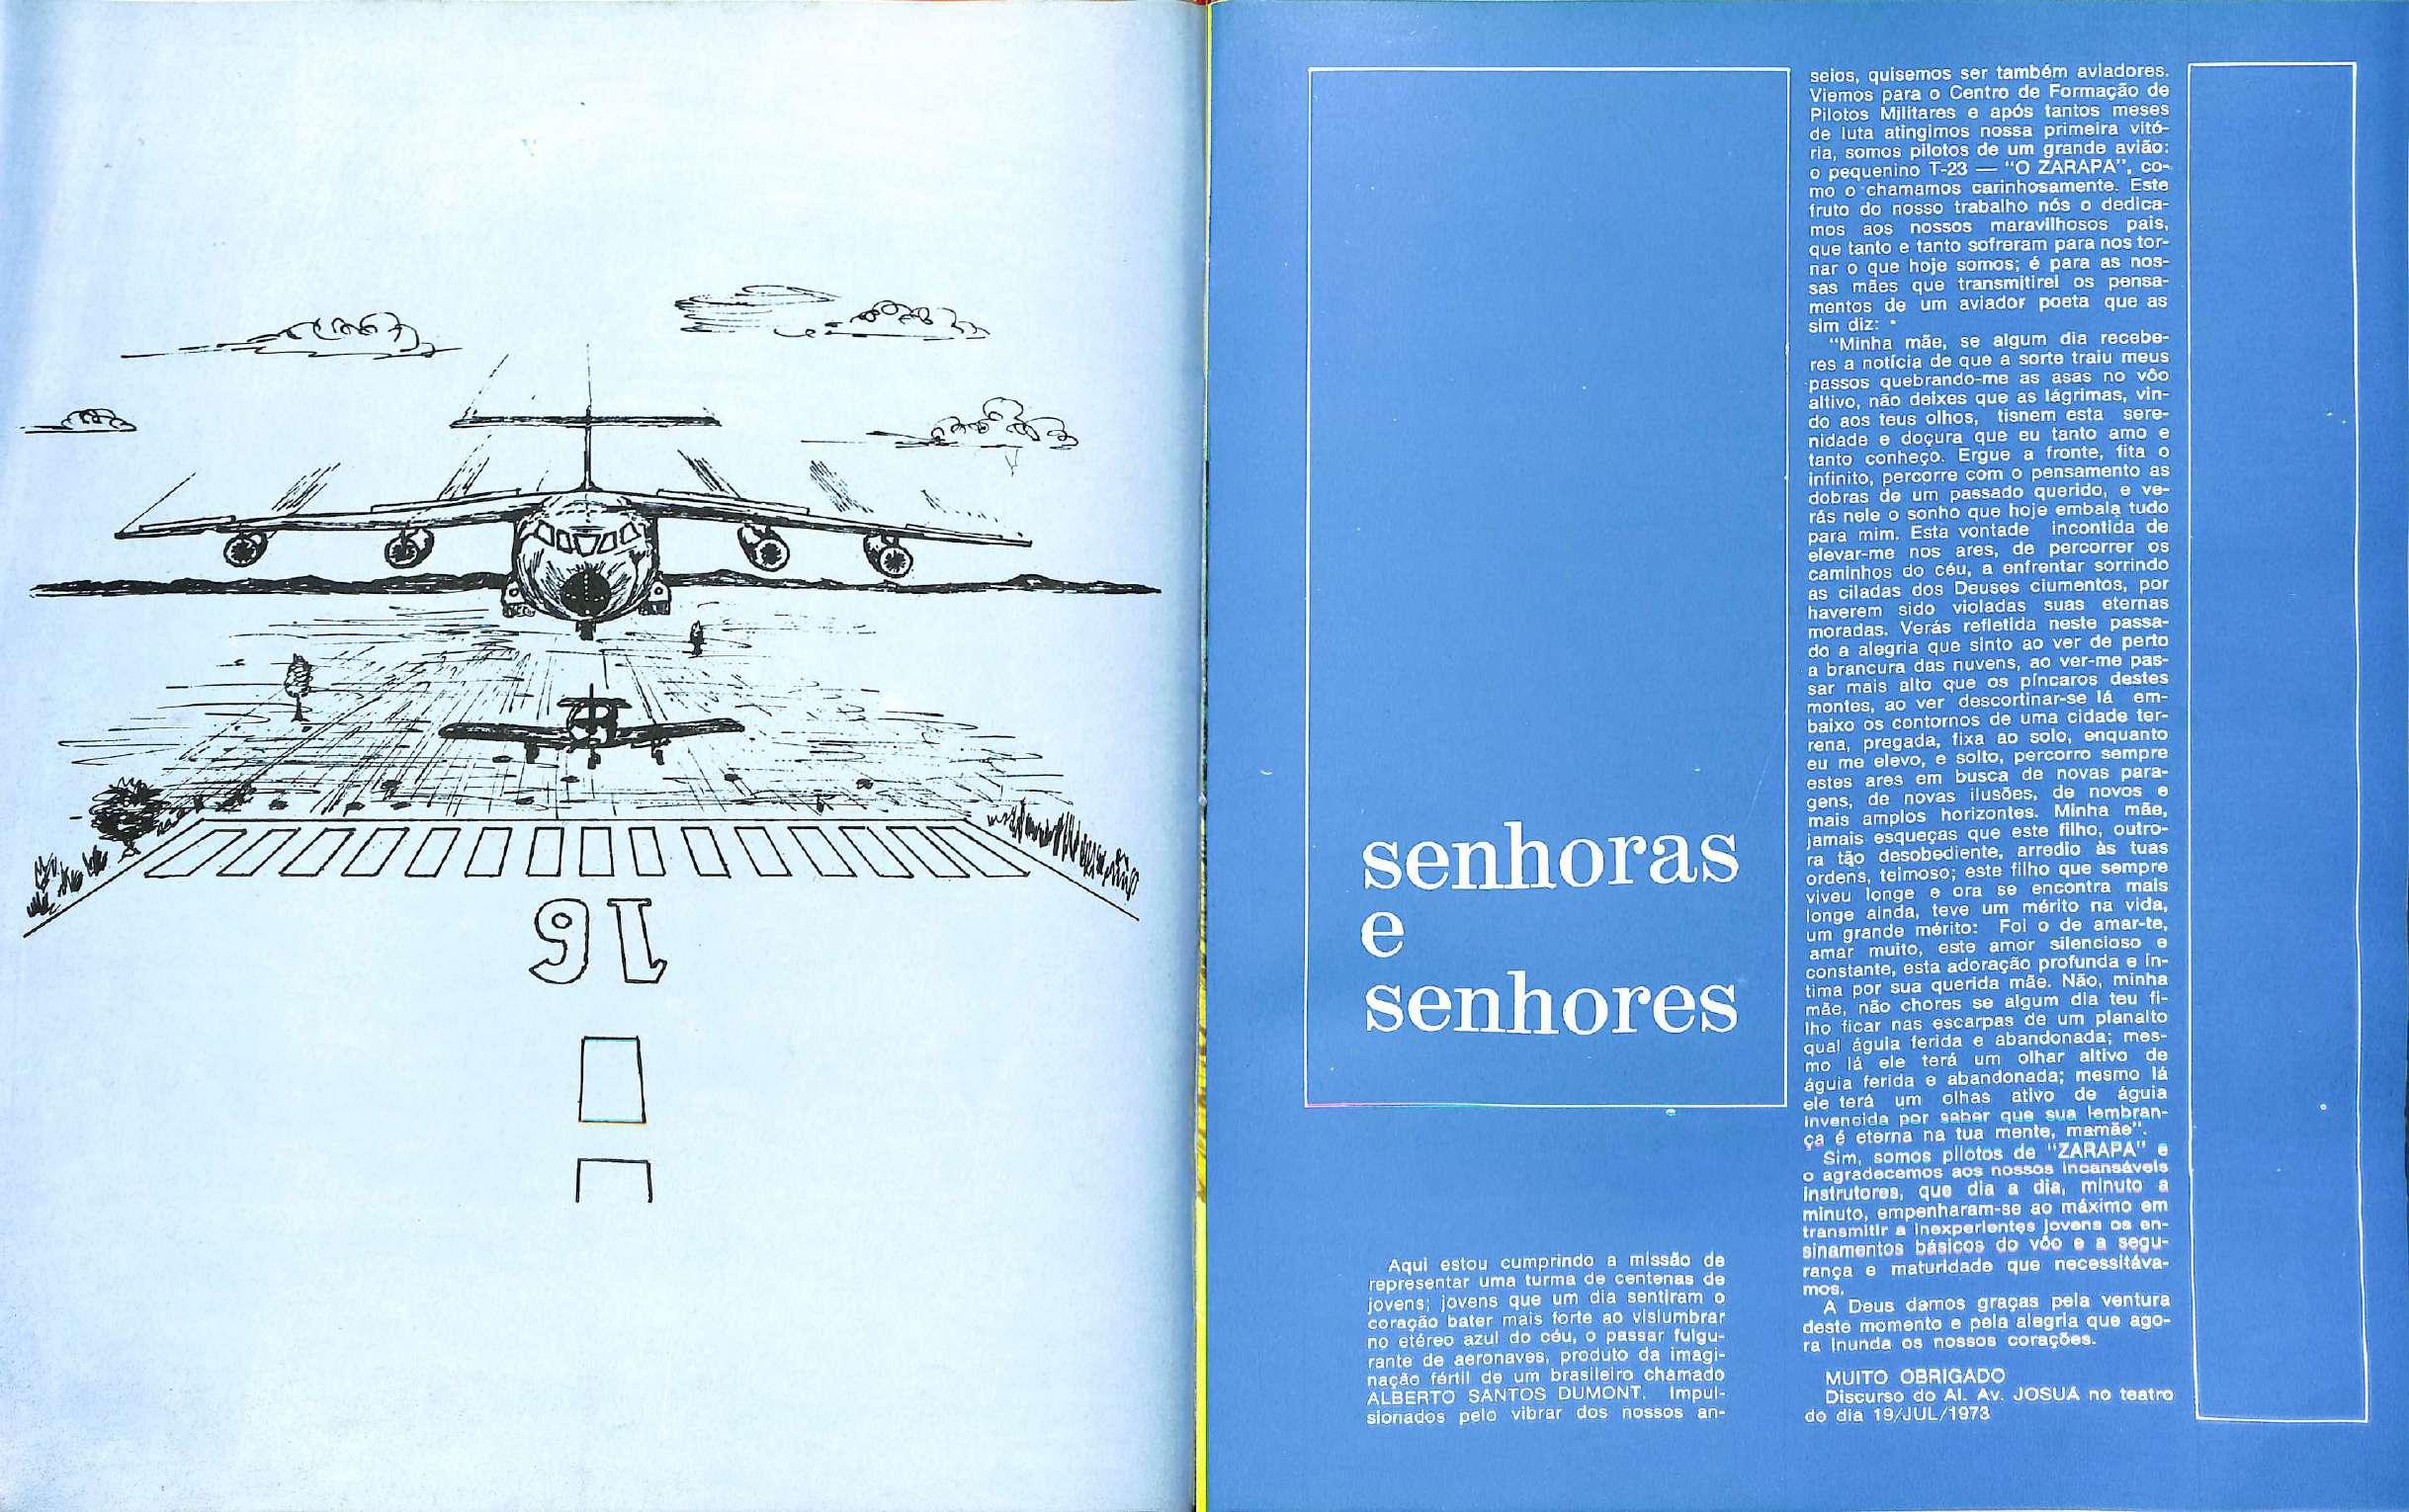 16
senhoras
e
senhores
Aqui estou cumprindo a missão de
representar uma turma de centenas de
jovens; jovens que um dia sentiram o
coração bater mais forte ao vislumbrar
no etéreo azul do céu, o passar fulgu-
rante de aeronaves, produto da imagi-
nação fértil de um brasileiro chamado
ALBERTO SANTOS DUMONT. Impul-
sionados pelo vibrar dos nossos an-
seios, quisemos ser também aviadores.
Viemos para o Centro de Formação de
Pilotos Militares e após tantos meses
de luta atingimos nossa primeira vitó-
ria, somos pilotos de um grande avião:
o pequenino T-23 — "O ZARAPA", co-
mo o chamamos carinhosamente. Este
fruto do nosso trabalho nós o dedica-
mos aos nossos maravilhosos pais,
que tanto e tanto sofreram para nos tor-
nar o que hoje somos; é para as nos-
sas mães que transmitirei os pensa-
mentos de um aviador poeta que as
sim diz:
"Minha mãe, se algum dia recebe-
res a notícia de que a sorte traiu meus
passos quebrando-me as asas no vôo
altivo, não deixes que as lágrimas, vin-
do aos teus olhos, tisnem esta sere-
nidade e doçura que eu tanto amo e
tanto conheço. Ergue a fronte, fita o
infinito, percorre com o pensamento as
dobras de um passado querido, e ve-
rás nele o sonho que hoje embala tudo
para mim. Esta vontade incontida de
elevar-me nos ares, de percorrer os
caminhos do céu, a enfrentar sorrindo
as ciladas dos Deuses ciumentos, por
haverem sido violadas suas eternas
moradas. Verás refletida neste passa-
do a alegria que sinto ao ver de perto
a brancura das nuvens, ao ver-me pas-
sar mais alto que os píncaros destes
montes, ao ver descortinar-se lá em-
baixo os contornos de uma cidade ter-
rena, pregada, fixa ao solo, enquanto
eu me elevo, e solto, percorro sempre
estes ares em busca de novas para-
gens, de novas ilusões, de novos e
mais amplos horizontes. Minha mãe,
jamais esqueças que este filho, outro-
ra tão desobediente, arredio às tuas
ordens, teimoso; este filho que sempre
viveu longe e ora se encontra mais
longe ainda, teve um mérito na vida,
um grande mérito: Foi o de amar-te,
amar muito, este amor silencioso e
constante, esta adoração profunda e ín-
tima por sua querida mãe. Não, minha
mãe, não chores se algum dia teu fi-
lho ficar nas escarpas de um planalto
qual águia ferida e abandonada; mes-
mo lá ele terá um olhar altivo de
águia ferida e abandonada; mesmo lá
ele terá um olhas ativo de águia
invencida por saber que sua lembran-
ça é eterna na tua mente, mamãe".
Sim, somos pilotos de "ZARAPA" e
o agradecemos aos nossos incansáveis
instrutores, que dia a dia, minuto a
minuto, empenharam-se ao máximo em
transmitir a inexperientes jovens os en-
sinamentos básicos do vôo e a segu-
rança e maturidade que necessitáva-
mos.
A Deus damos graças pela ventura
deste momento e pela alegria que ago-
ra inunda os nossos corações.
MUITO OBRIGADO
Discurso do Al. Av. JOSUÁ no teatro
do dia 19/JUL/1973